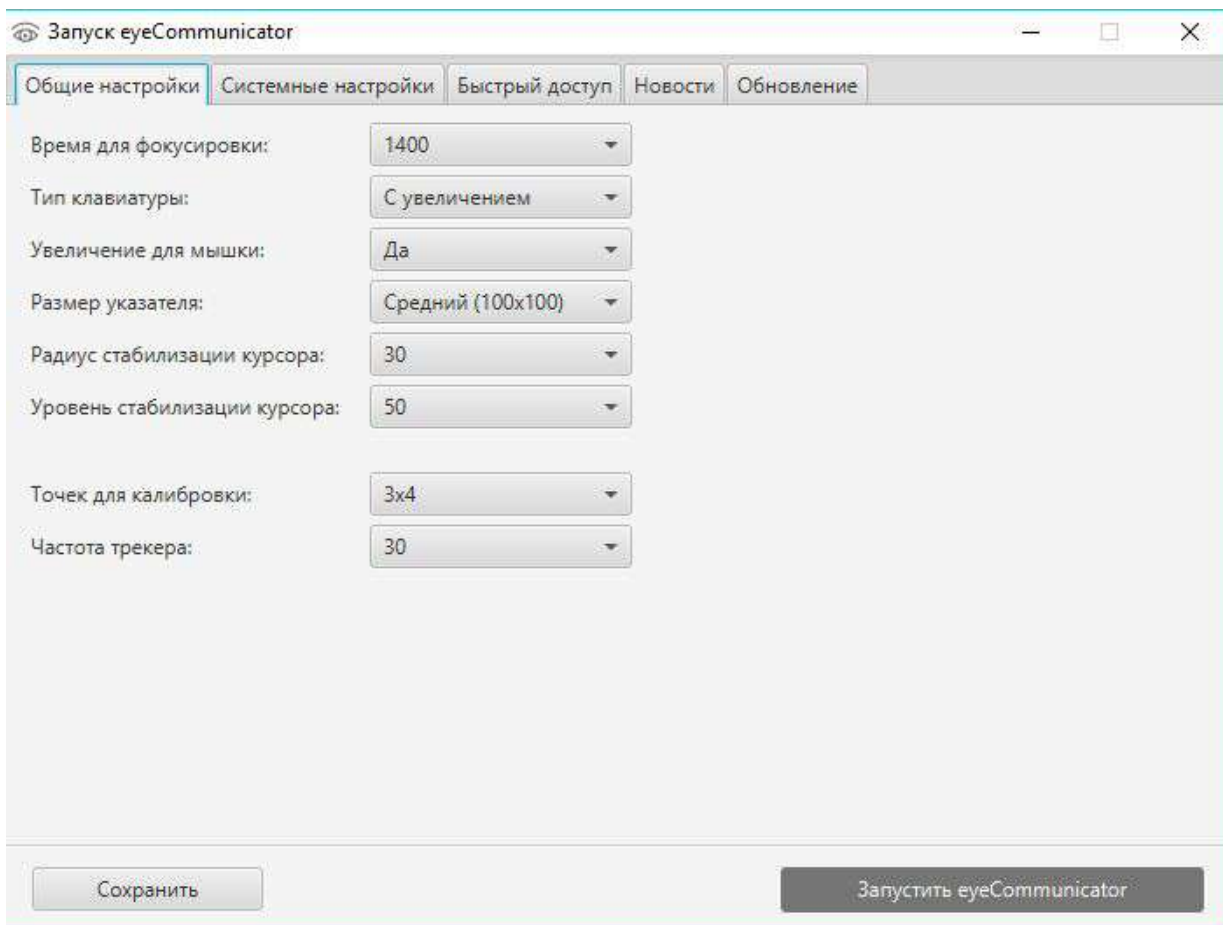 Запуск eyeCommunicator
Общие настройки Системные настройки Быстрый доступ Новости Обновление
Время для фокусировки: 1400
Тип клавиатуры: С увеличением
Увеличение для мышки: Да
Размер указателя: Средний (100x100)
Радиус стабилизации курсора: 30
Уровень стабилизации курсора: 50
Точек для калибровки: 3x4
Частота трекера: 30
Сохранить Запустить eyeCommunicator